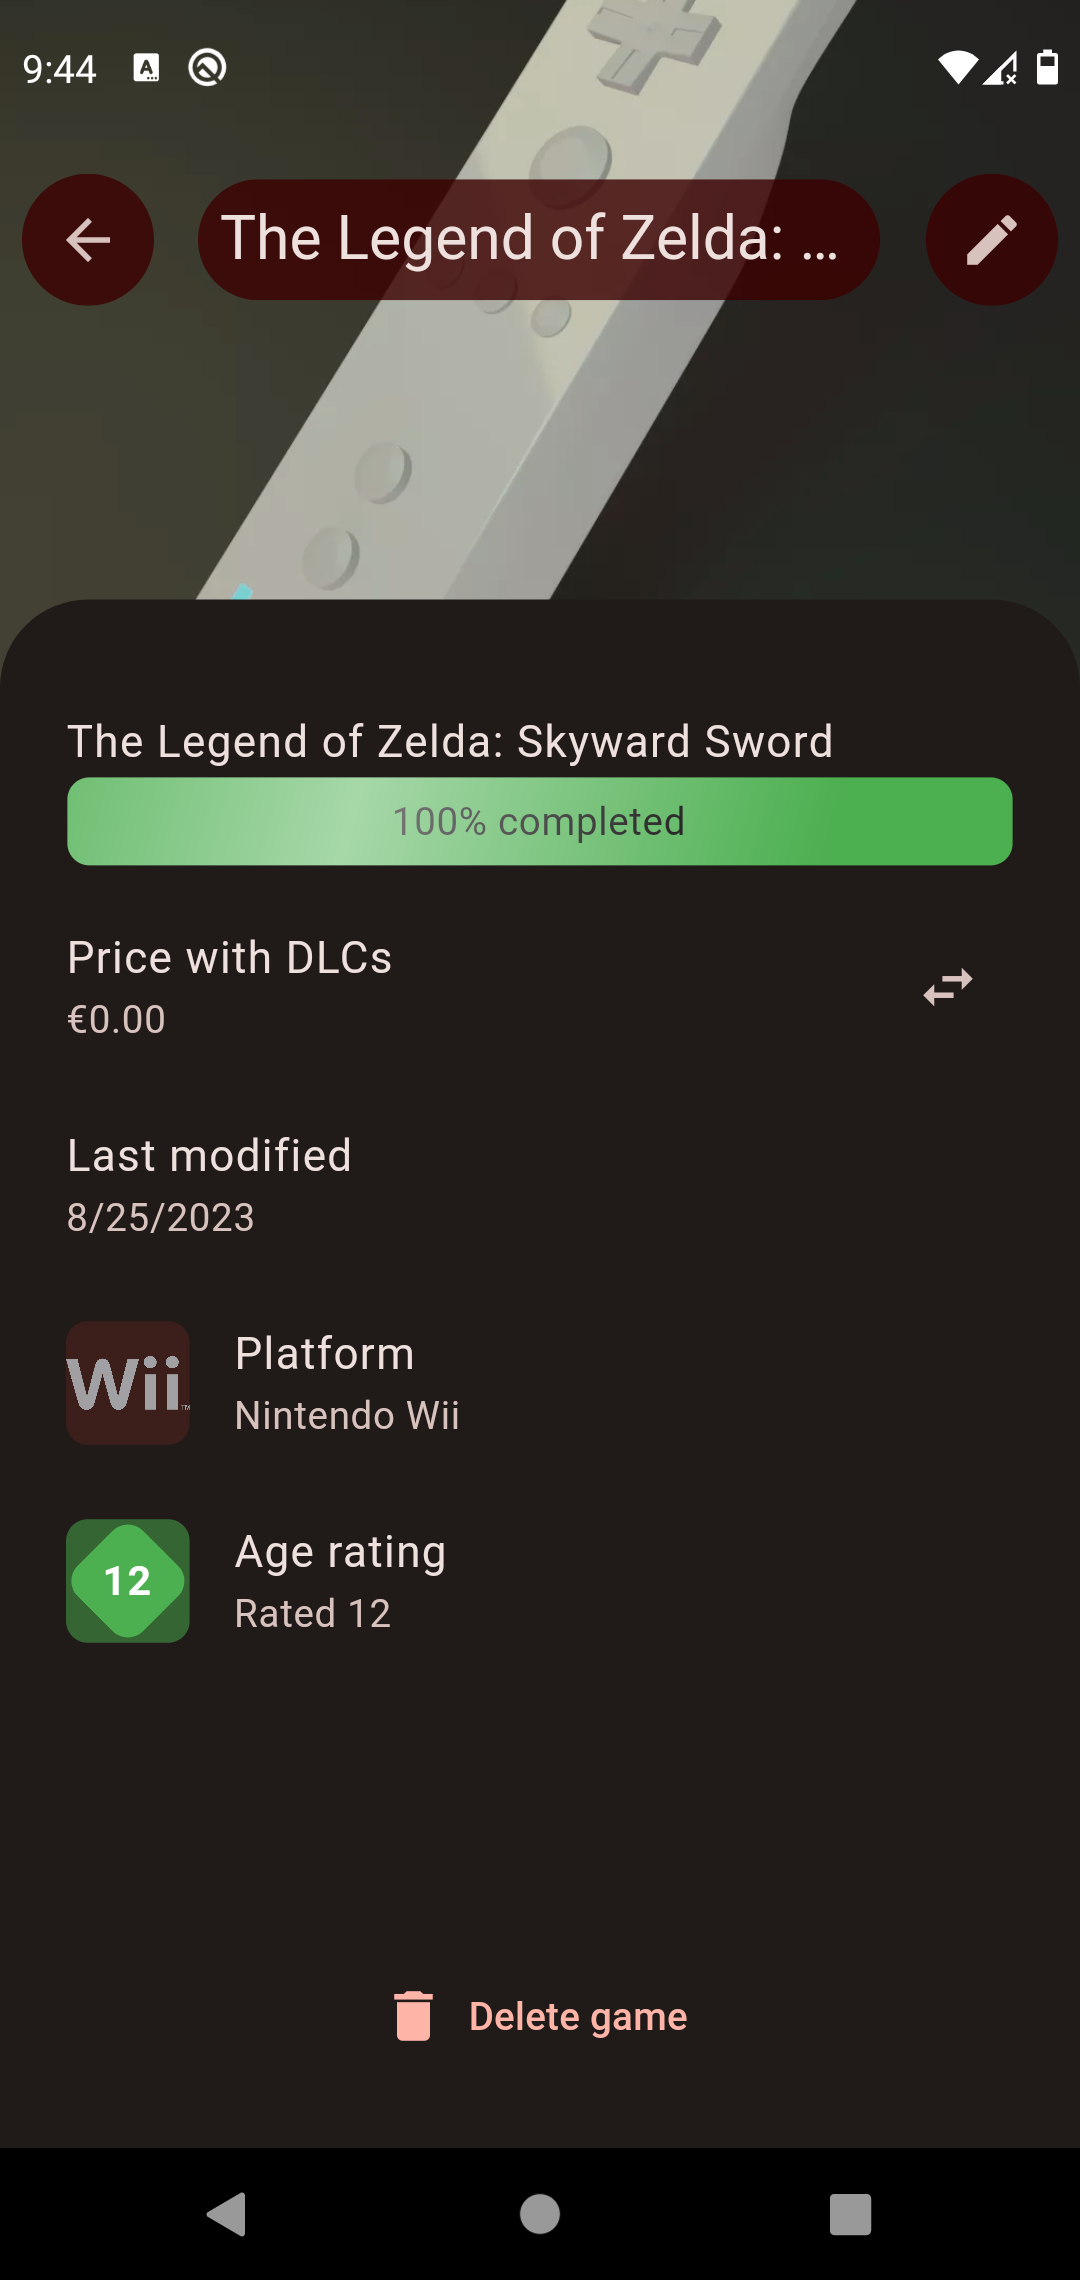 9:44
The Legend of Zelda: ...
The Legend of Zelda: Skyward Sword
100% completed
Price with DLCs
€0.00
Last modified
8/25/2023
Wii™
Platform
Nintendo Wii
12
Age rating
Rated 12
Delete game